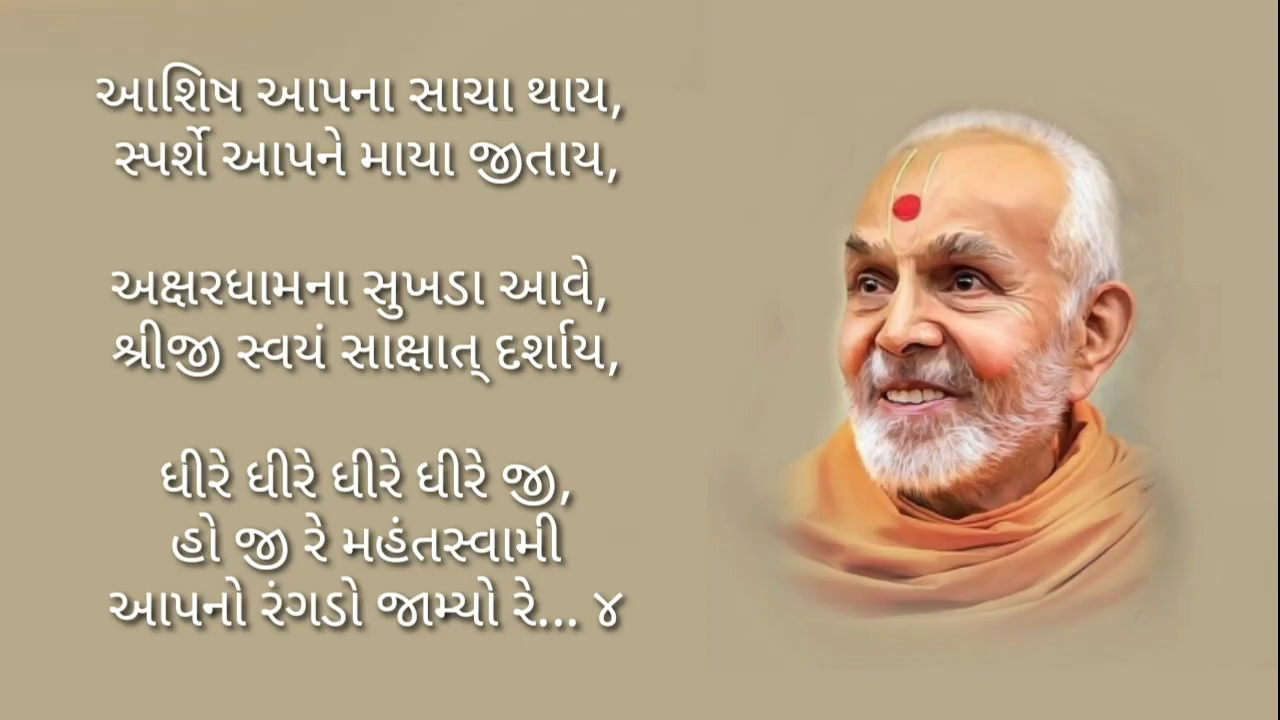 આશિષ આપના સાચા થાય,
સ્પર્શે આપને માયા જીતાય,
અક્ષરધામના સુખડા આવે,
શ્રીજી સ્વયં સાક્ષાત્ દર્શાય,
ધીરે ધીરે ધીરે ધીરે જી,
હો જી રે મહંતસ્વામી
આપનો રંગડો જામ્યો રે... ૪